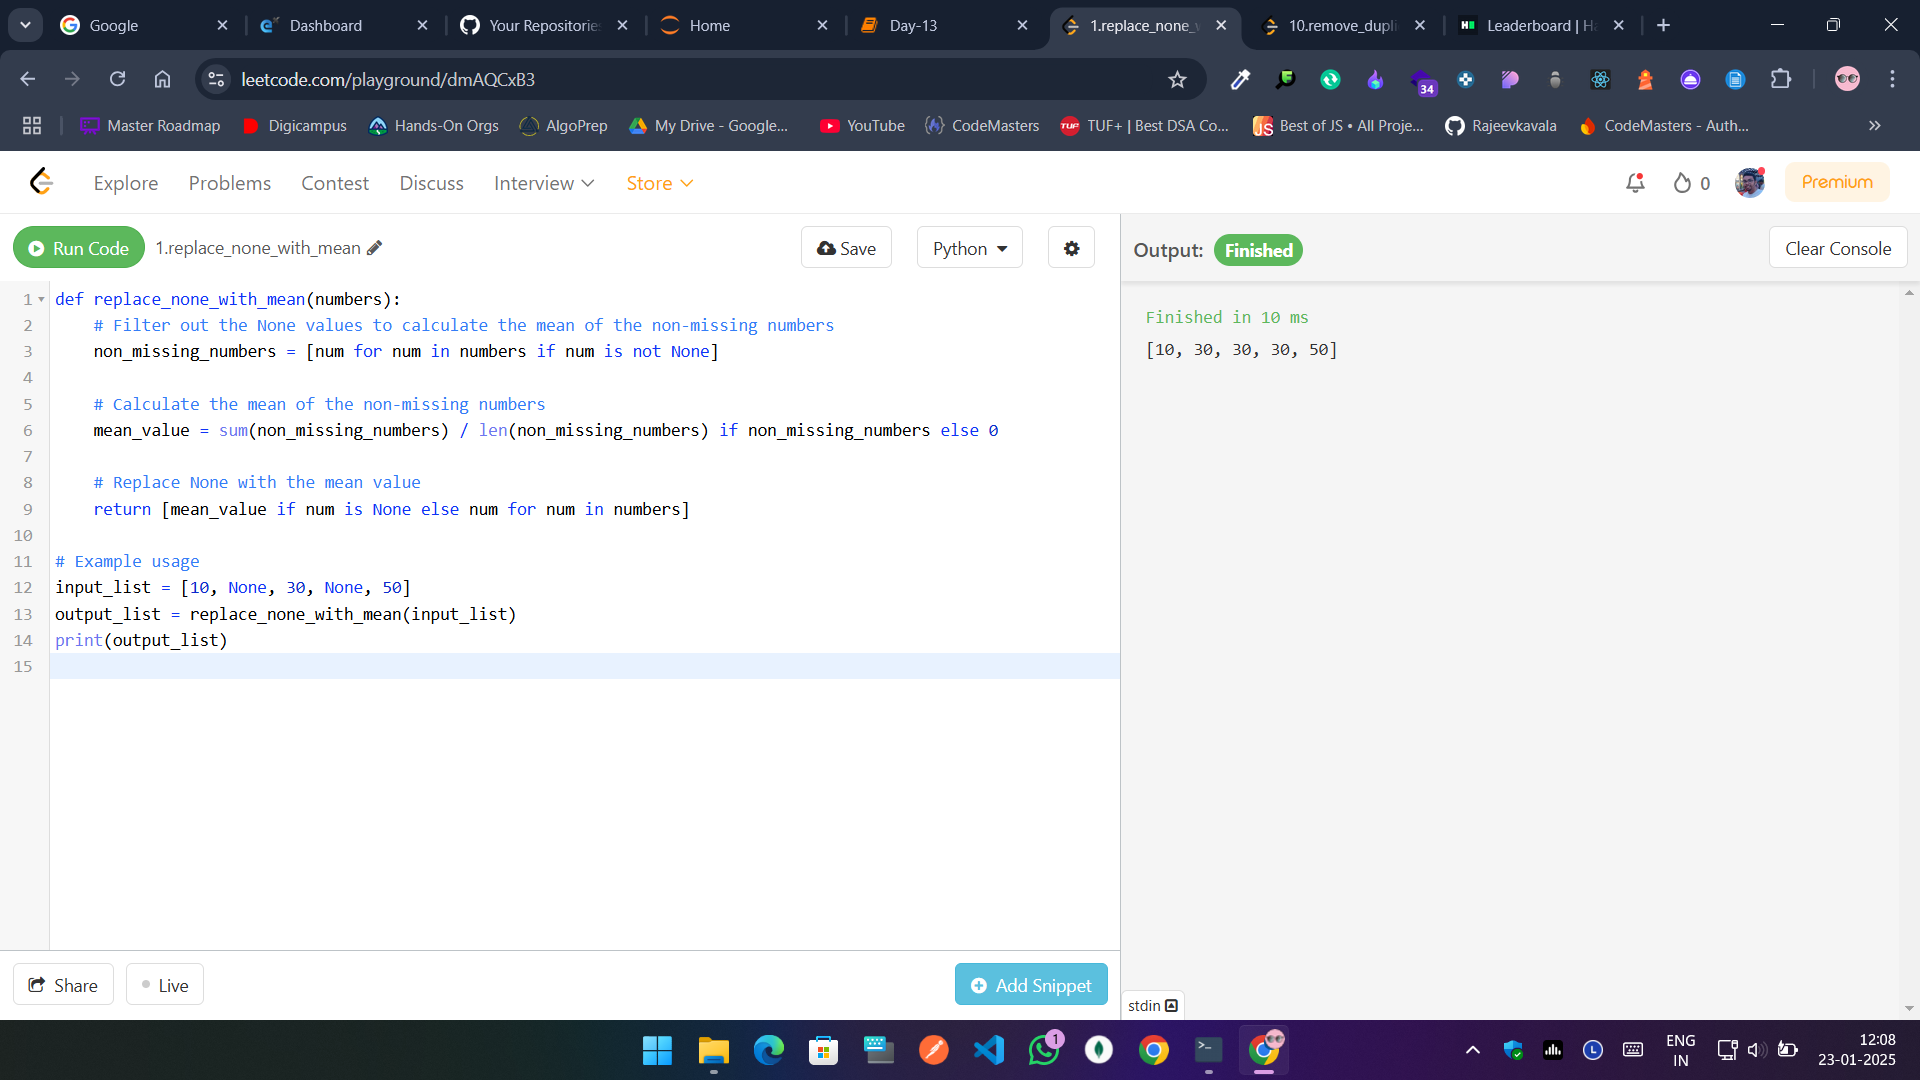 Google
Dashboard
Your Repositories
Home
Day-13
1.replace_none_w
10.remove_dupli
Leaderboard | Ha
leetcode.com/playground/dmAQCxB3
34
Master Roadmap
Digicampus
Hands-On Orgs
AlgoPrep
My Drive - Google...
YouTube
CodeMasters
TUF+ | Best DSA Co...
Best of JS • All Proje...
Rajeevkavala
CodeMasters - Auth...
Explore
Problems
Contest
Discuss
Interview
Store
0
Premium
Run Code
1.replace_none_with_mean
Save
Python
Output:
Finished
Clear Console
1 def replace_none_with_mean(numbers):
2     # Filter out the None values to calculate the mean of the non-missing numbers
3     non_missing_numbers = [num for num in numbers if num is not None]
4
5     # Calculate the mean of the non-missing numbers
6     mean_value = sum(non_missing_numbers) / len(non_missing_numbers) if non_missing_numbers else 0
7
8     # Replace None with the mean value
9     return [mean_value if num is None else num for num in numbers]
10
11 # Example usage
12 input_list = [10, None, 30, None, 50]
13 output_list = replace_none_with_mean(input_list)
14 print(output_list)
15
Finished in 10 ms
[10, 30, 30, 30, 50]
Share
Live
Add Snippet
stdin
1
ENG
IN
12:08
23-01-2025